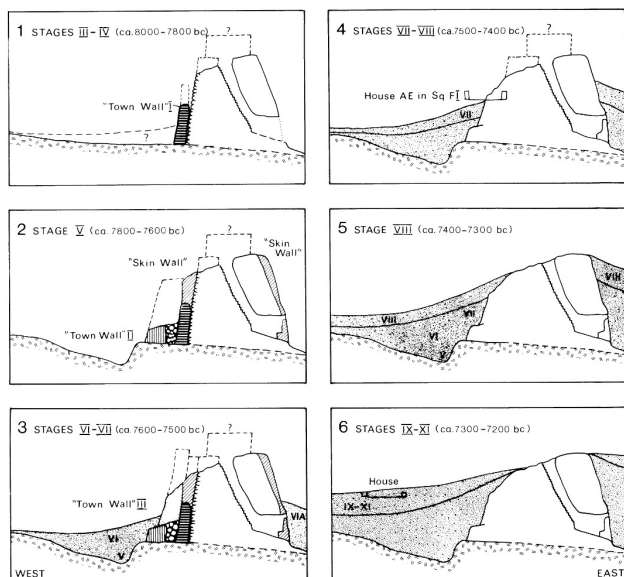 1 STAGES III-IV (ca. 8000-7800 bc)
?
"Town Wall" I
?
2 STAGE V (ca. 7800-7600 bc)
?
"Skin Wall"
"Skin Wall"
"Town Wall" II
3 STAGES VI-VII (ca. 7600-7500 bc)
?
"Town Wall" III
VI
V
VIA
WEST
4 STAGES VII-VIII (ca. 7500-7400 bc)
?
House AE in Sq FI
VII
5 STAGE VIII (ca. 7400-7300 bc)
VIII
VIII
VII
VI
V
6 STAGES IX-XI (ca. 7300-7200 bc)
House
IX-XI
EAST